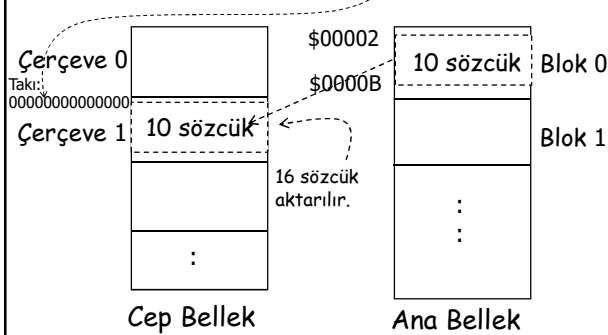 Çerçeve 0
Takı:
00000000000000
Çerçeve 1
10 sözcük
16 sözcük
aktarılır.
:
Cep Bellek
$00002
$0000B
10 sözcük
Blok 0
Blok 1
:
:
Ana Bellek